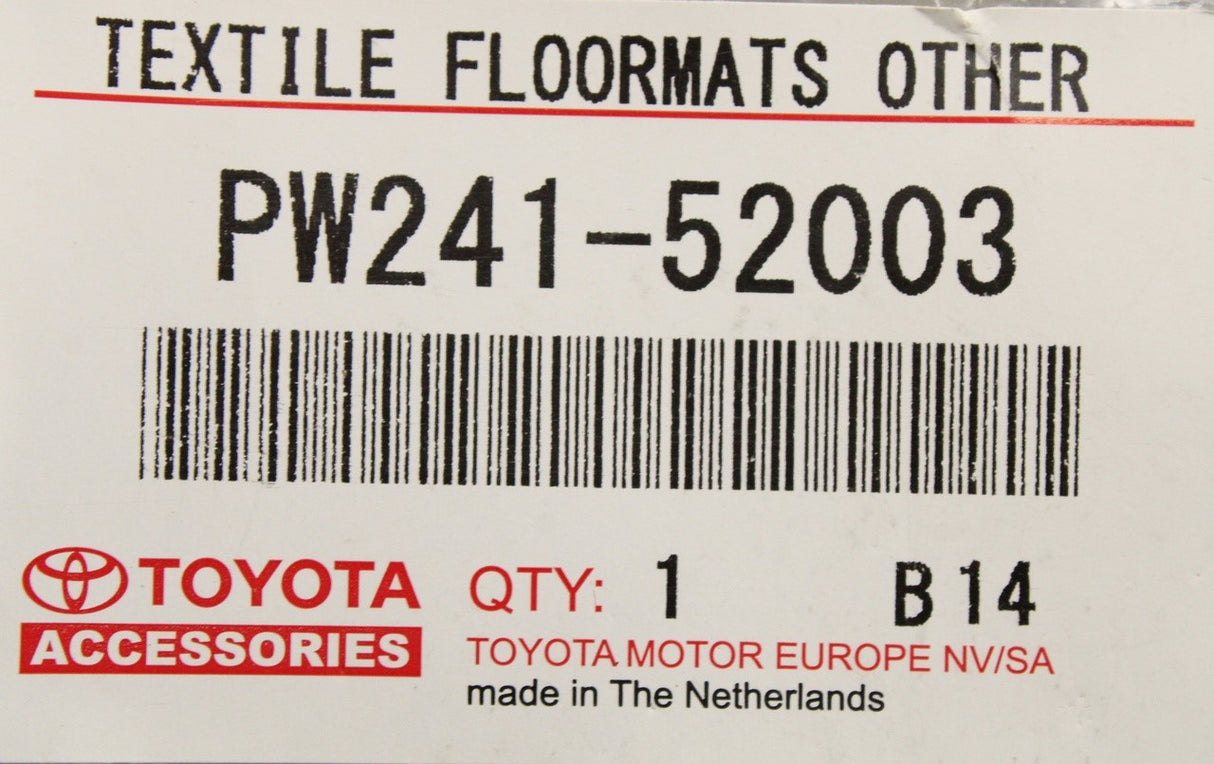 TEXTILE FLOORMATS OTHER
PW241-52003
TOYOTA
ACCESSORIES
QTY: 1 B 14
TOYOTA MOTOR EUROPE NV/SA
made in The Netherlands